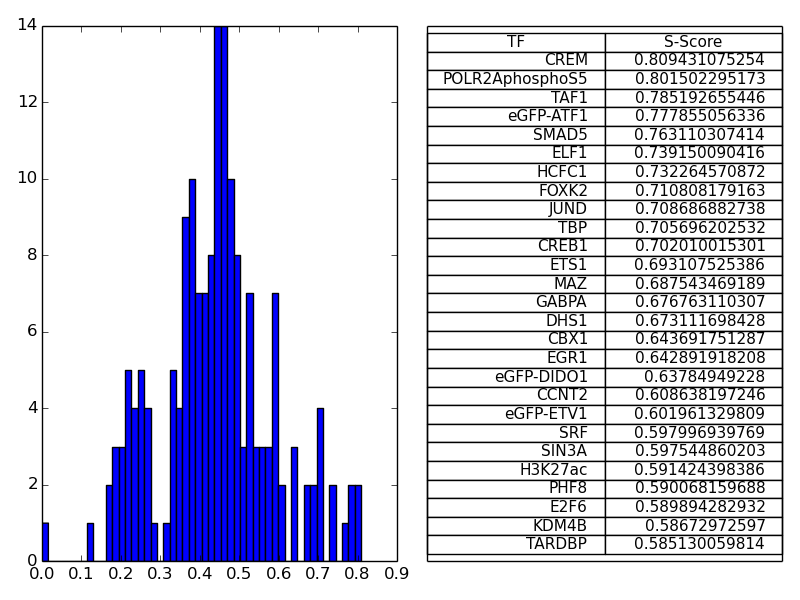 14
12
10
8
6
4
2
0
0.0 0.1 0.2 0.3 0.4 0.5 0.6 0.7 0.8 0.9
TF S-Score
CREM 0.809431075254
POLR2AphosphoS5 0.801502295173
TAF1 0.785192655446
eGFP-ATF1 0.777855056336
SMAD5 0.763110307414
ELF1 0.739150090416
HCFC1 0.732264570872
FOXK2 0.710808179163
JUND 0.708686882738
TBP 0.705696202532
CREB1 0.702010015301
ETS1 0.693107525386
MAZ 0.687543469189
GABPA 0.676763110307
DHS1 0.673111698428
CBX1 0.643691751287
EGR1 0.642891918208
eGFP-DIDO1 0.63784949228
CCNT2 0.608638197246
eGFP-ETV1 0.601961329809
SRF 0.597996939769
SIN3A 0.597544860203
H3K27ac 0.591424398386
PHF8 0.590068159688
E2F6 0.589894282932
KDM4B 0.58672972597
TARDBP 0.585130059814